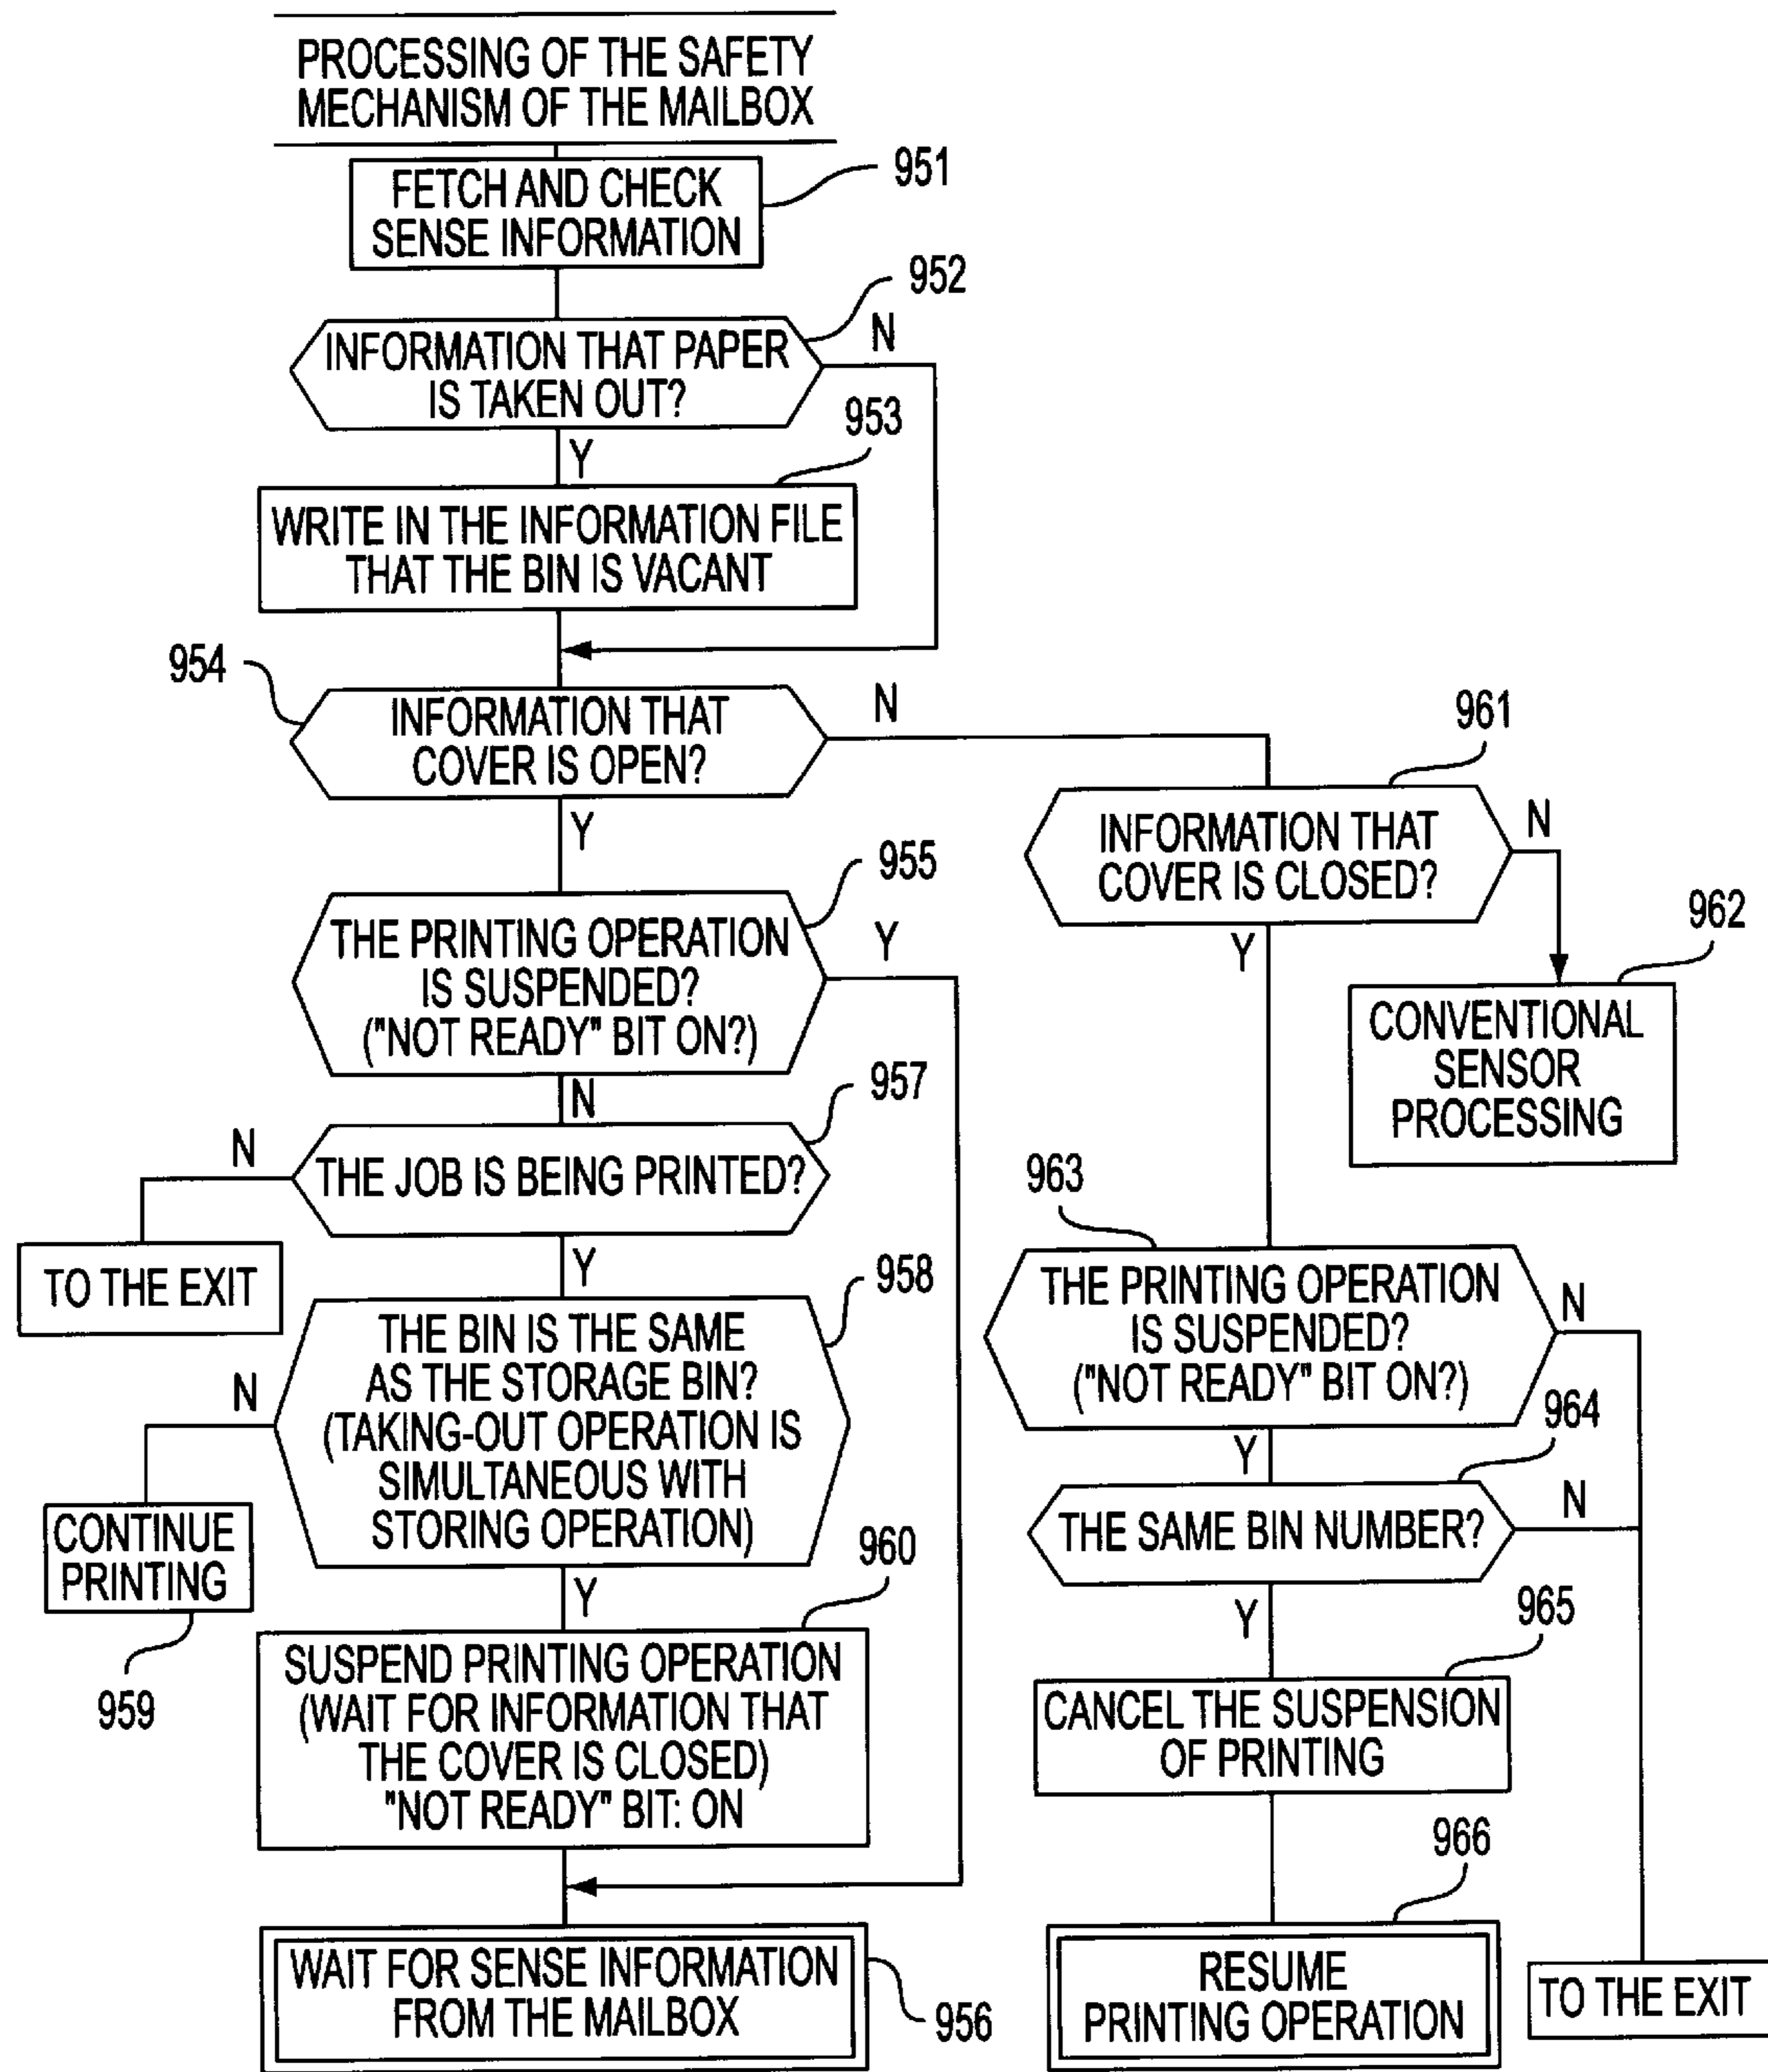 PROCESSING OF THE SAFETY
MECHANISM OF THE MAILBOX
951
FETCH AND CHECK
SENSE INFORMATION
952
INFORMATION THAT PAPER
IS TAKEN OUT?
N
Y
953
WRITE IN THE INFORMATION FILE
THAT THE BIN IS VACANT
954
INFORMATION THAT
COVER IS OPEN?
N
Y
955
THE PRINTING OPERATION
IS SUSPENDED?
("NOT READY" BIT ON?)
Y
N
957
THE JOB IS BEING PRINTED?
N
TO THE EXIT
Y
958
THE BIN IS THE SAME
AS THE STORAGE BIN?
(TAKING-OUT OPERATION IS
SIMULTANEOUS WITH
STORING OPERATION)
N
CONTINUE
PRINTING
959
Y
960
SUSPEND PRINTING OPERATION
(WAIT FOR INFORMATION THAT
THE COVER IS CLOSED)
"NOT READY" BIT: ON
WAIT FOR SENSE INFORMATION
FROM THE MAILBOX
956
961
INFORMATION THAT
COVER IS CLOSED?
N
Y
962
CONVENTIONAL
SENSOR
PROCESSING
963
THE PRINTING OPERATION
IS SUSPENDED?
("NOT READY" BIT ON?)
N
Y
964
THE SAME BIN NUMBER?
N
Y
965
CANCEL THE SUSPENSION
OF PRINTING
966
RESUME
PRINTING OPERATION
TO THE EXIT